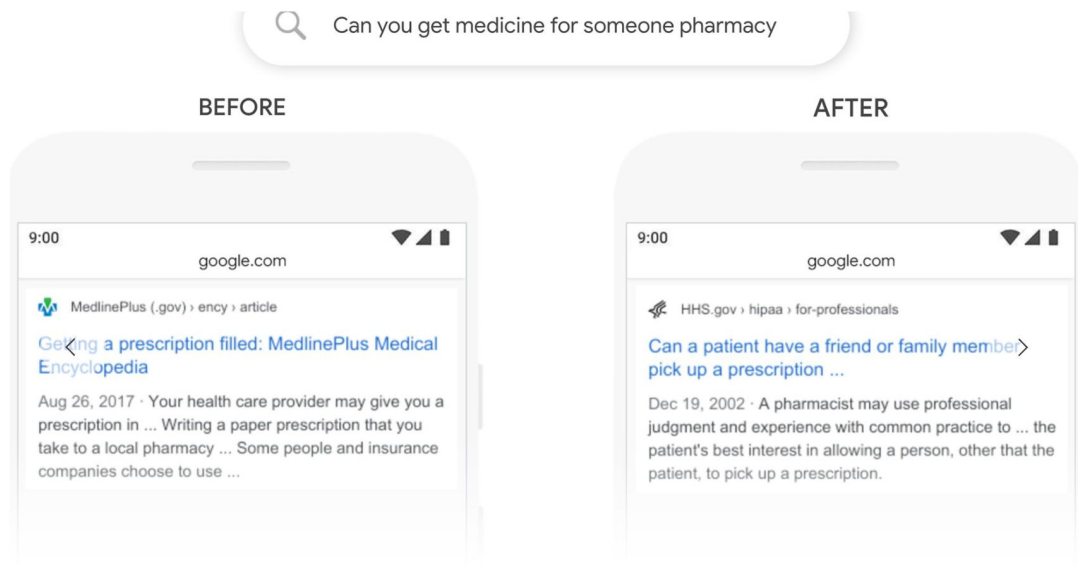 Can you get medicine for someone pharmacy
BEFORE
AFTER
9:00
google.com
MedlinePlus (.gov) › ency › article
Getting a prescription filled: MedlinePlus Medical
Encyclopedia
Aug 26, 2017 · Your health care provider may give you a
prescription in ... Writing a paper prescription that you
take to a local pharmacy ... Some people and insurance
companies choose to use ...
9:00
google.com
HHS.gov › hipaa › for-professionals
Can a patient have a friend or family member
pick up a prescription ...
Dec 19, 2002 · A pharmacist may use professional
judgment and experience with common practice to ... the
patient's best interest in allowing a person, other that the
patient, to pick up a prescription.